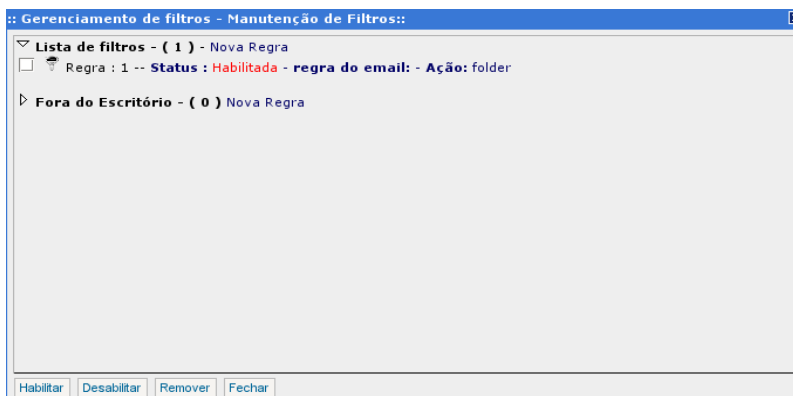 :: Gerenciamento de filtros - Manutenção de Filtros::
Lista de filtros - ( 1 ) - Nova Regra
Regra : 1 -- Status : Habilitada - regra do email: - Ação: folder
Fora do Escritório - ( 0 ) Nova Regra
Habilitar Desabilitar Remover Fechar